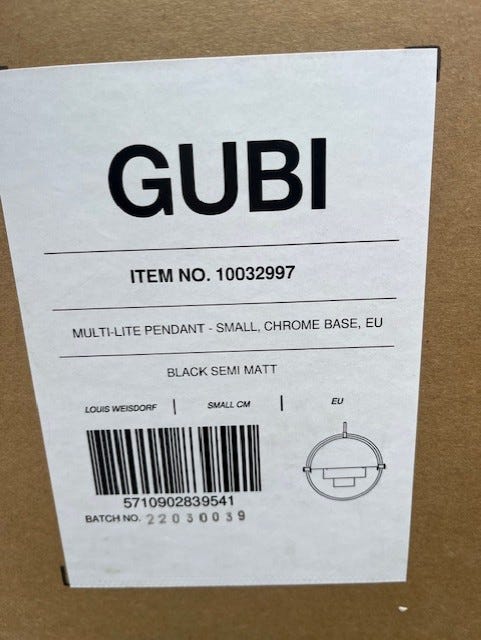 GUBI
ITEM NO. 10032997
MULTI-LITE PENDANT - SMALL, CHROME BASE, EU
BLACK SEMI MATT
LOUIS WEISDORF | SMALL CM | EU
5710902839541
BATCH NO. 22030039